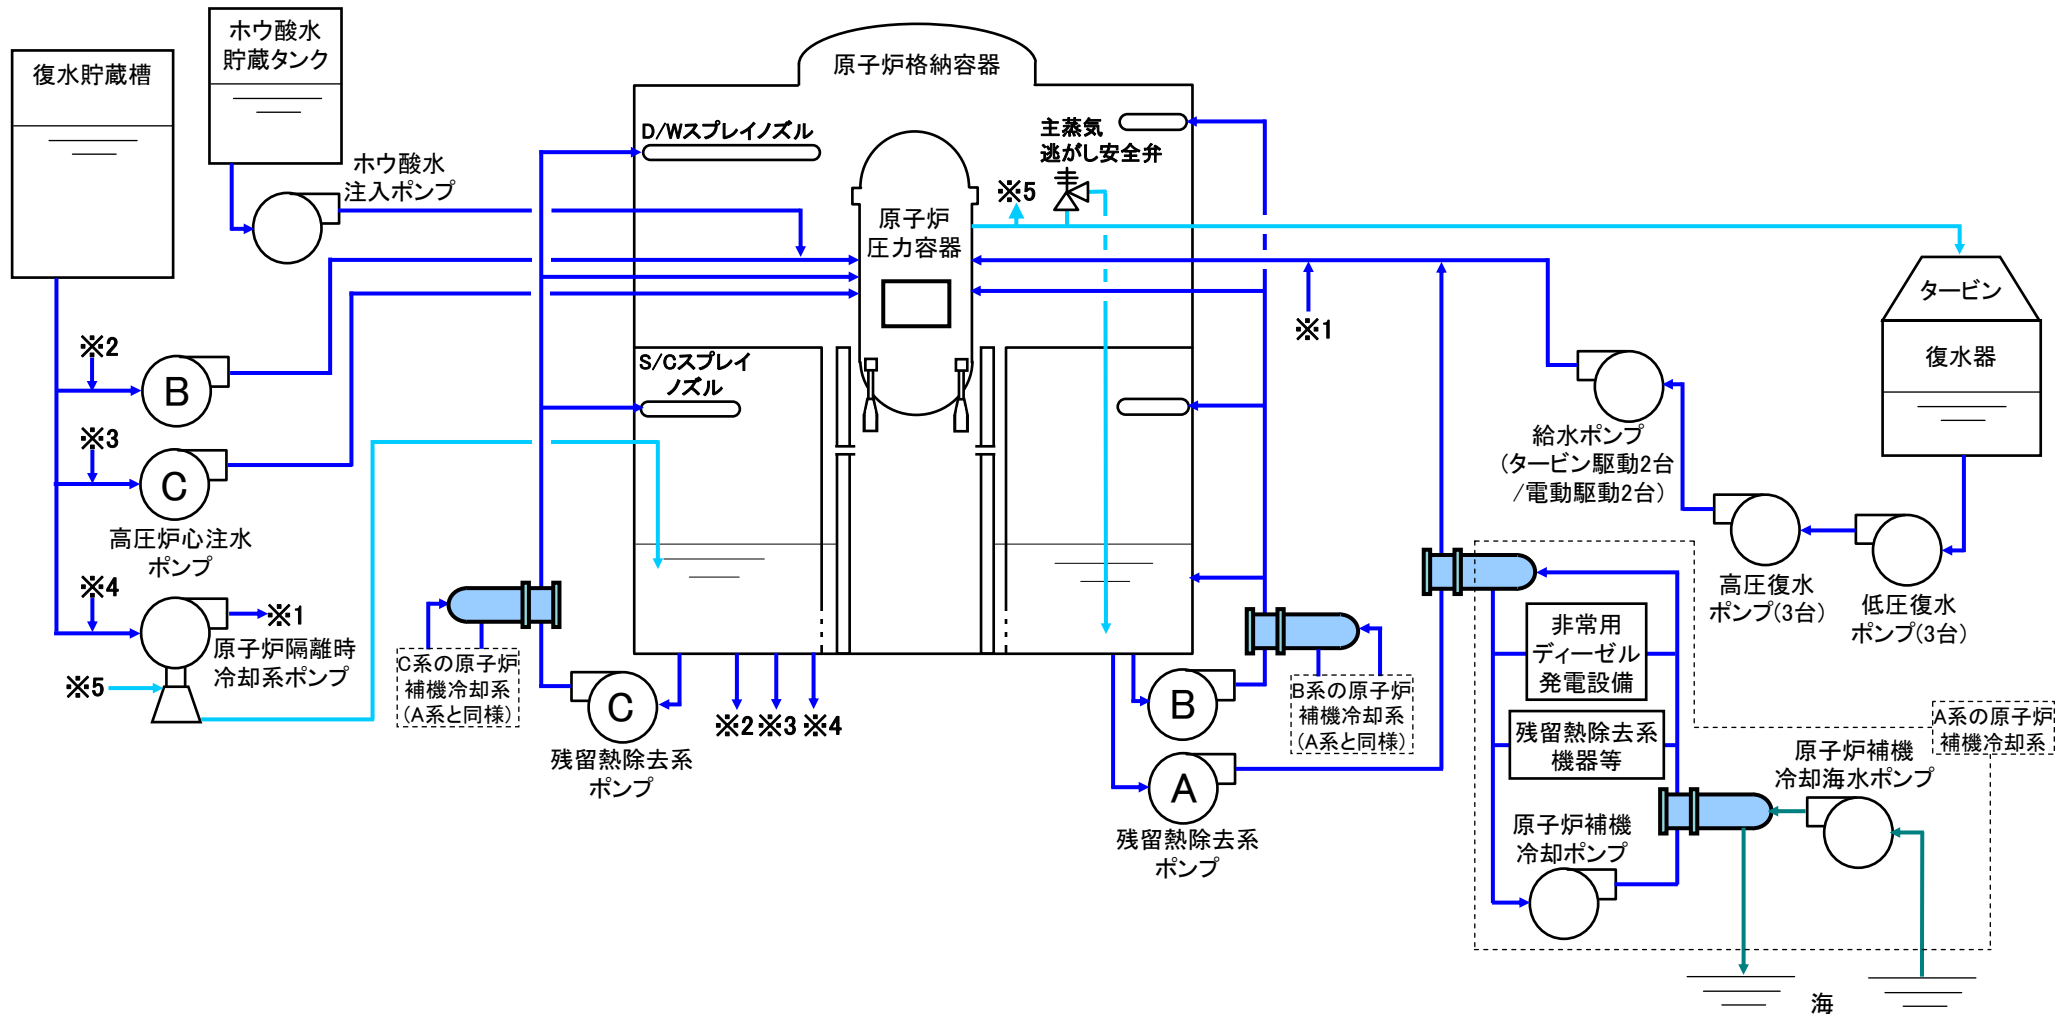 ホウ酸水
貯蔵タンク
復水貯蔵槽
原子炉格納容器
D/Wスプレイノズル
主蒸気
逃がし安全弁
ホウ酸水
注入ポンプ
※5
原子炉
圧力容器
タービン
※1
※2
B
S/Cスプレイ
ノズル
復水器
※3
C
高圧炉心注水
ポンプ
給水ポンプ
(タービン駆動2台
/電動駆動2台)
高圧復水
ポンプ(3台)
低圧復水
ポンプ(3台)
※4
※1
原子炉隔離時
冷却系ポンプ
※5
C系の原子炉
補機冷却系
(A系と同様)
C
残留熱除去系
ポンプ
※2
※3
※4
B
B系の原子炉
補機冷却系
(A系と同様)
A
残留熱除去系
ポンプ
非常用
ディーゼル
発電設備
残留熱除去系
機器等
A系の原子炉
補機冷却系
原子炉補機
冷却海水ポンプ
原子炉補機
冷却ポンプ
海